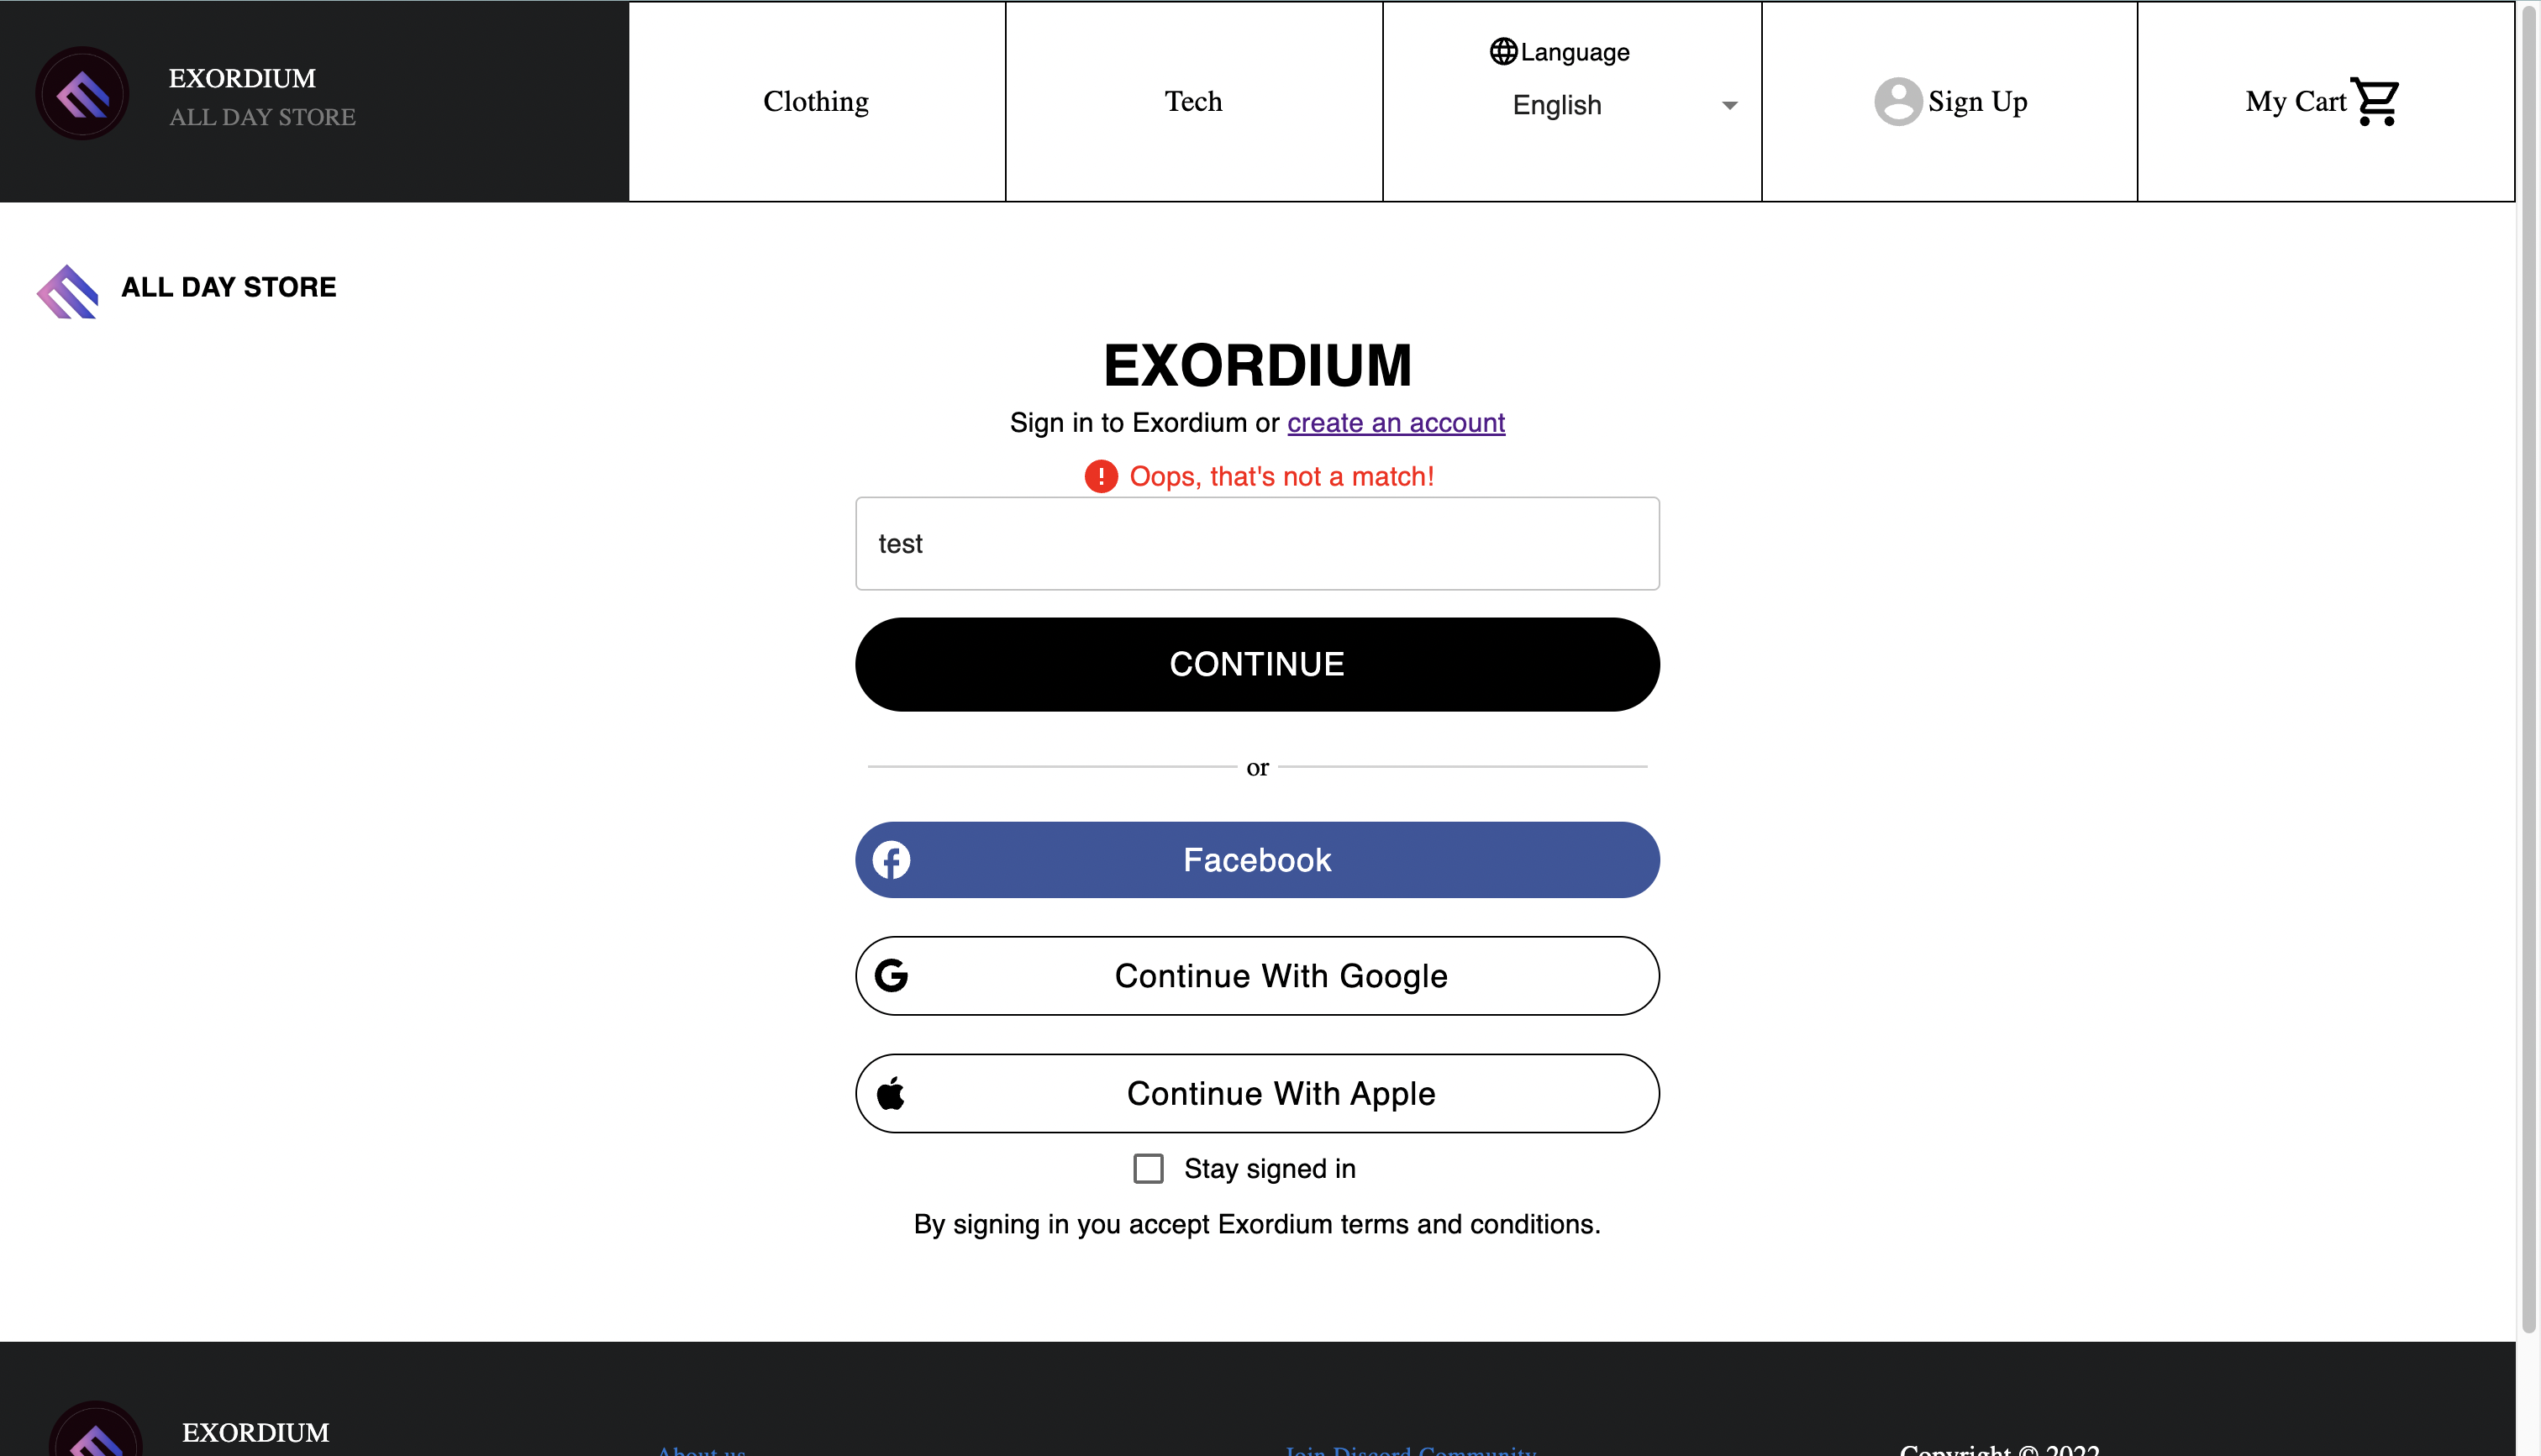 EXORDIUM
ALL DAY STORE
Clothing
Tech
Language
English
Sign Up
My Cart
ALL DAY STORE
EXORDIUM
Sign in to Exordium or create an account
Oops, that's not a match!
test
CONTINUE
or
Facebook
Continue With Google
Continue With Apple
Stay signed in
By signing in you accept Exordium terms and conditions.
EXORDIUM
About us
Join Discord Community
Copyright © 2022